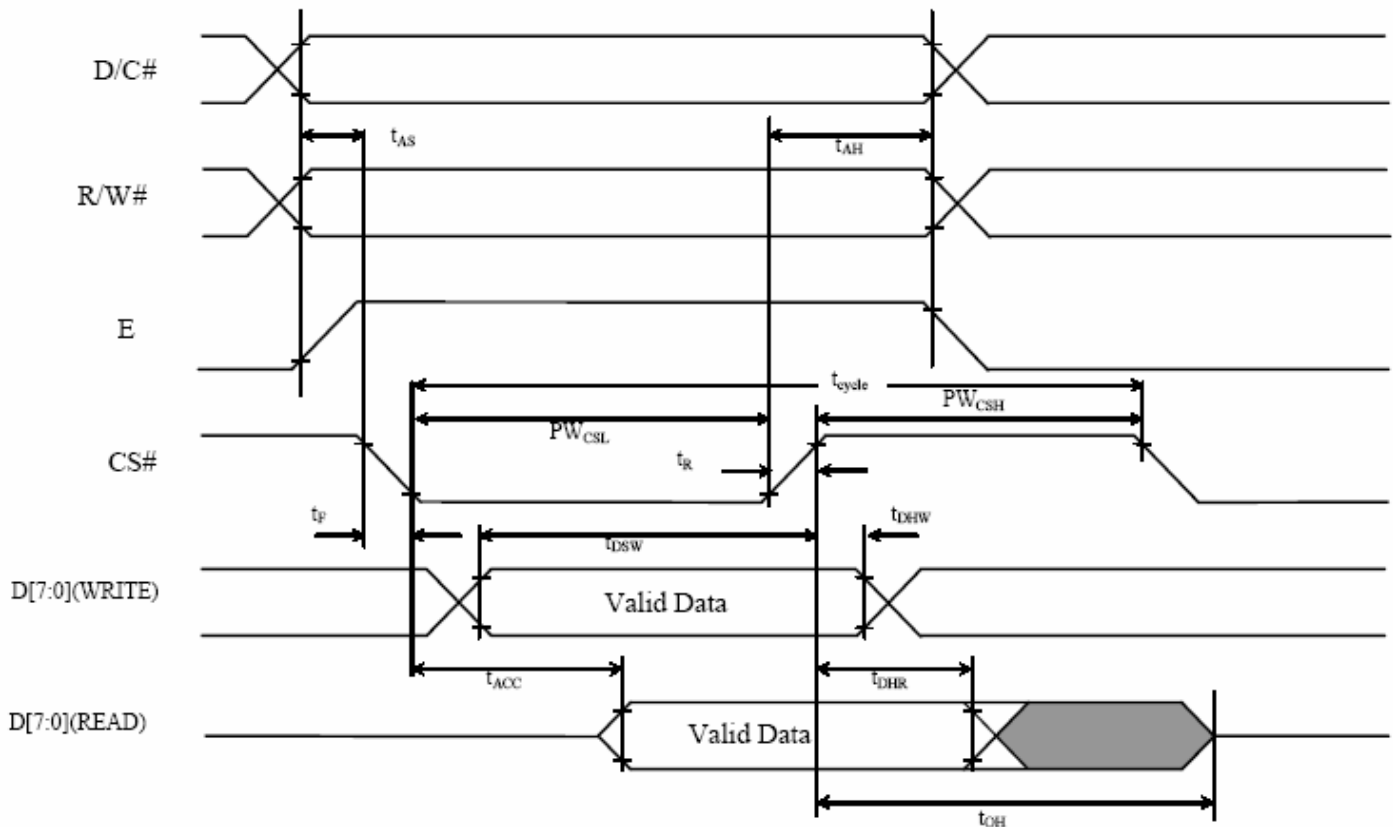 D/C#
tAS
tAH
R/W#
E
tcycle
PWCSL
PWCSH
CS#
tR
tF
tDSW
tDHW
D[7:0](WRITE)
Valid Data
tACC
tDHR
D[7:0](READ)
Valid Data
tOH